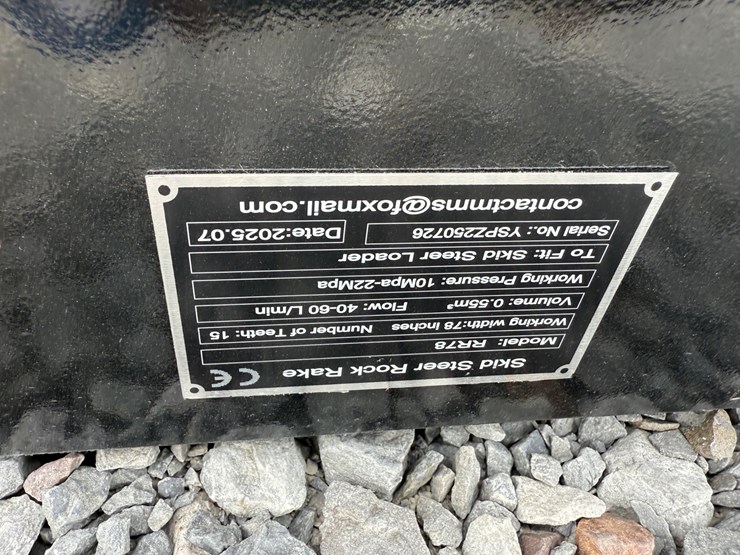 Skid Steer Rock Rake CE
Model: RR78
Working width:78 inches Number of Teeth: 15
Volume: 0.55m³ Flow: 40-60 L/min
Working Pressure: 10Mpa-22Mpa
To Fit: Skid Steer Loader
Serial No.: YSPZ250726 Date:2025.07
contactmms@foxmail.com